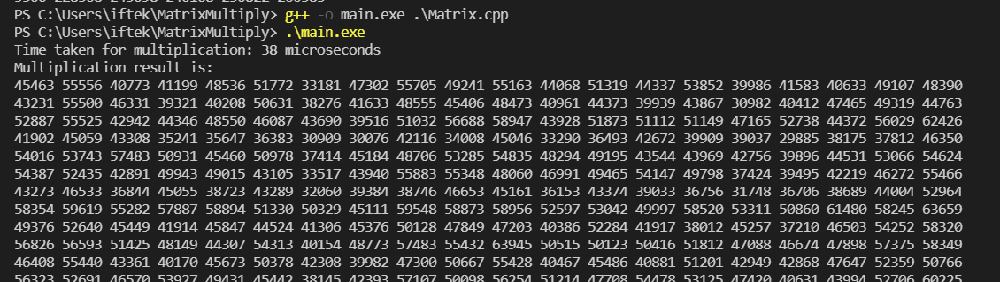 PS C:\Users\iftek\MatrixMultiply> g++ -o main.exe .\Matrix.cpp
PS C:\Users\iftek\MatrixMultiply> .\main.exe
Time taken for multiplication: 38 microseconds
Multiplication result is:
45463 55556 40773 41199 48536 51772 33181 47302 55705 49241 55163 44068 51319 44337 53852 39986 41583 40633 49107 48390
43231 55500 46331 39321 40208 50631 38276 41633 48555 45406 48473 40961 44373 39939 43867 30982 40412 47465 49319 44763
52887 55525 42942 44346 48550 46087 43690 39516 51032 56688 58947 43928 51873 51112 51149 47165 52738 44372 56029 62426
41902 45059 43308 35241 35647 36383 30909 30076 42116 34008 45046 33290 36493 42672 39909 39037 29885 38175 37812 46350
54016 53743 57483 50931 45460 50978 37414 45184 48706 53285 54835 48294 49195 43544 43969 42756 39896 44531 53066 54624
54387 52435 42891 49943 49015 43105 33517 43940 55883 55348 48060 46991 49465 54147 49798 37424 39495 42219 46272 55466
43273 46533 36844 45055 38723 43289 32060 39384 38746 46653 45161 36153 43374 39033 36756 31748 36706 38689 44004 52964
58354 59619 55282 57887 58894 51330 50329 45111 59548 58873 58956 52597 53042 49997 58520 53311 50860 61480 58245 63659
49376 52640 45449 41914 45847 44524 41306 45376 50128 47849 47203 40386 52284 41917 38012 45257 37210 46503 54252 58320
56826 56593 51425 48149 44307 54313 40154 48773 57483 55432 63945 50515 50123 50416 51812 47088 46674 47898 57375 58349
46408 55440 43361 40170 45673 50378 42308 39982 47300 50667 55428 40467 45486 40881 51201 42949 42868 47647 52359 50766
56323 52691 46570 53927 49431 45442 38145 42393 57107 50098 56254 51214 47708 54478 53125 47420 40631 43994 52706 60225